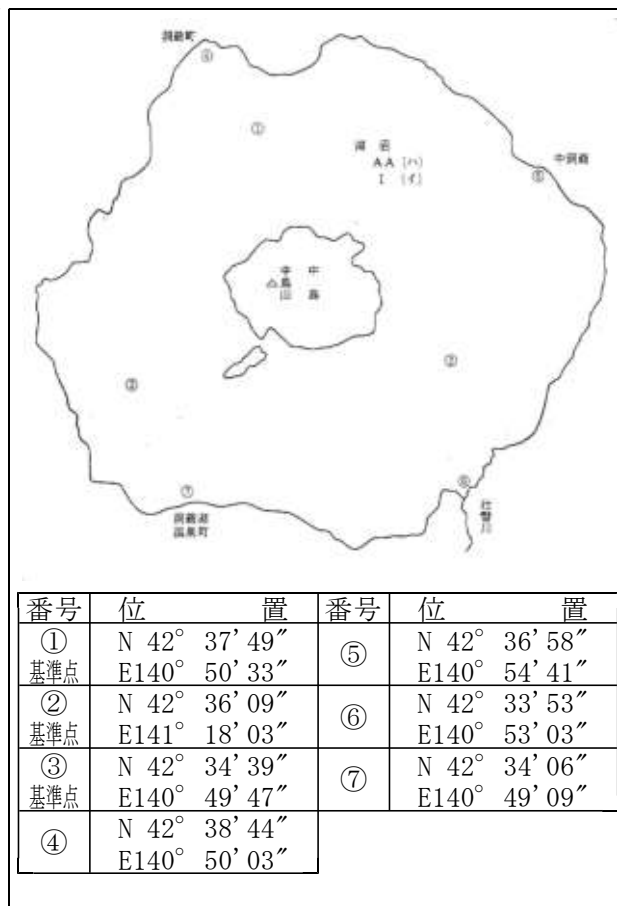 洞爺町
④
①
湖沼
AA (ハ)
I (イ)
中洞爺
⑤
中島
②
③
⑥
⑦
壮瞥川
洞爺湖
温泉町
番号 位 置 番号 位 置
① 基準点 N 42° 37' 49″ E140° 50' 33″
⑤ N 42° 36' 58″ E140° 54' 41″
② 基準点 N 42° 36' 09″ E141° 18' 03″
⑥ N 42° 33' 53″ E140° 53' 03″
③ 基準点 N 42° 34' 39″ E140° 49' 47″
⑦ N 42° 34' 06″ E140° 49' 09″
④ N 42° 38' 44″ E140° 50' 03″